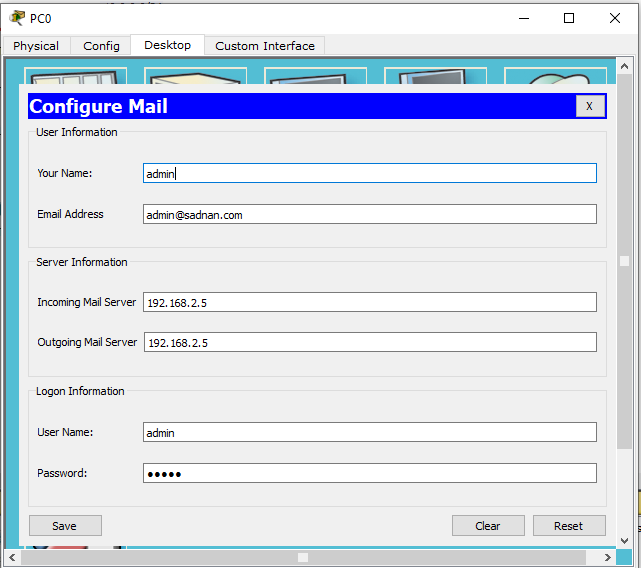 PC0
Physical Config Desktop Custom Interface
Configure Mail X
User Information
Your Name: admin
Email Address admin@sadnan.com
Server Information
Incoming Mail Server 192.168.2.5
Outgoing Mail Server 192.168.2.5
Logon Information
User Name: admin
Password: •••••
Save Clear Reset